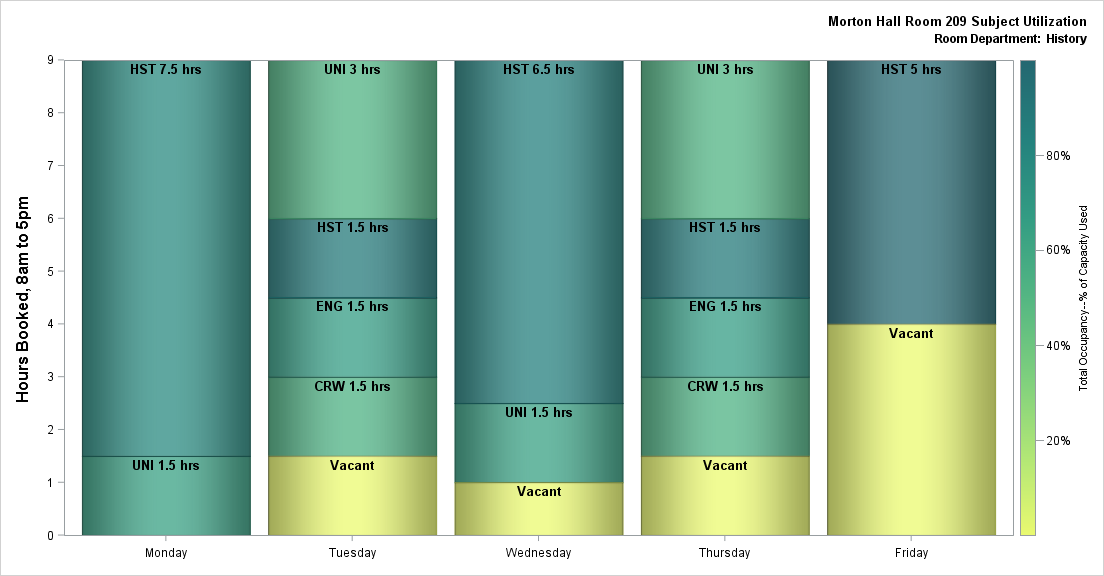 Morton Hall Room 209 Subject Utilization
Room Department: History
Hours Booked, 8am to 5pm
9
8
7
6
5
4
3
2
1
0
HST 7.5 hrs
UNI 1.5 hrs
UNI 3 hrs
HST 1.5 hrs
ENG 1.5 hrs
CRW 1.5 hrs
Vacant
HST 6.5 hrs
UNI 1.5 hrs
Vacant
UNI 3 hrs
HST 1.5 hrs
ENG 1.5 hrs
CRW 1.5 hrs
Vacant
HST 5 hrs
Vacant
Monday
Tuesday
Wednesday
Thursday
Friday
80%
60%
40%
20%
Total Occupancy--% of Capacity Used